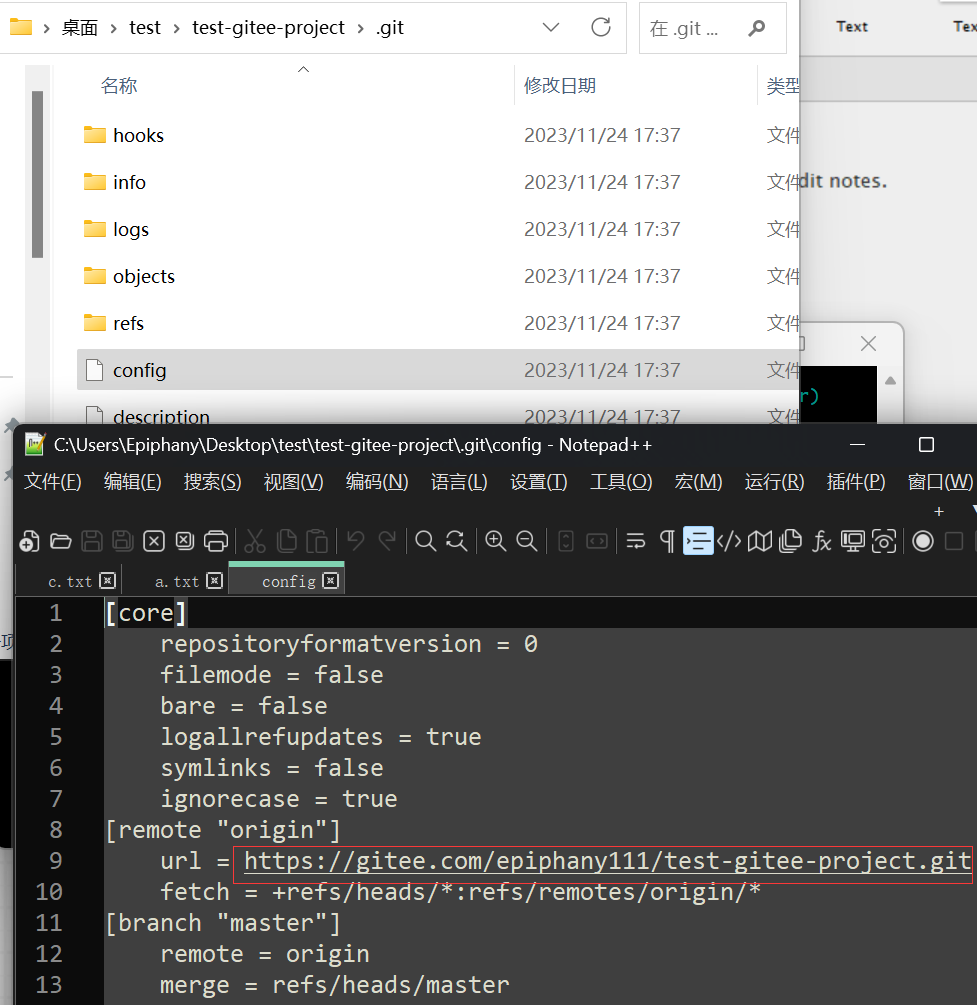 桌面 > test > test-gitee-project > .git
在 .git ...
Text
名称
修改日期
类型
hooks 2023/11/24 17:37 文件
info 2023/11/24 17:37 文件
dit notes.
logs 2023/11/24 17:37 文件
objects 2023/11/24 17:37 文件
refs 2023/11/24 17:37 文件
config 2023/11/24 17:37 文件
r)
description 2023/11/24 17:37 文件
C:\Users\Epiphany\Desktop\test\test-gitee-project\.git\config - Notepad++
文件(F) 编辑(E) 搜索(S) 视图(V) 编码(N) 语言(L) 设置(T) 工具(O) 宏(M) 运行(R) 插件(P) 窗口(W)
c.txt a.txt config
1 [core]
2 repositoryformatversion = 0
3 filemode = false
4 bare = false
5 logallrefupdates = true
6 symlinks = false
7 ignorecase = true
8 [remote "origin"]
9 url = https://gitee.com/epiphany111/test-gitee-project.git
10 fetch = +refs/heads/*:refs/remotes/origin/*
11 [branch "master"]
12 remote = origin
13 merge = refs/heads/master